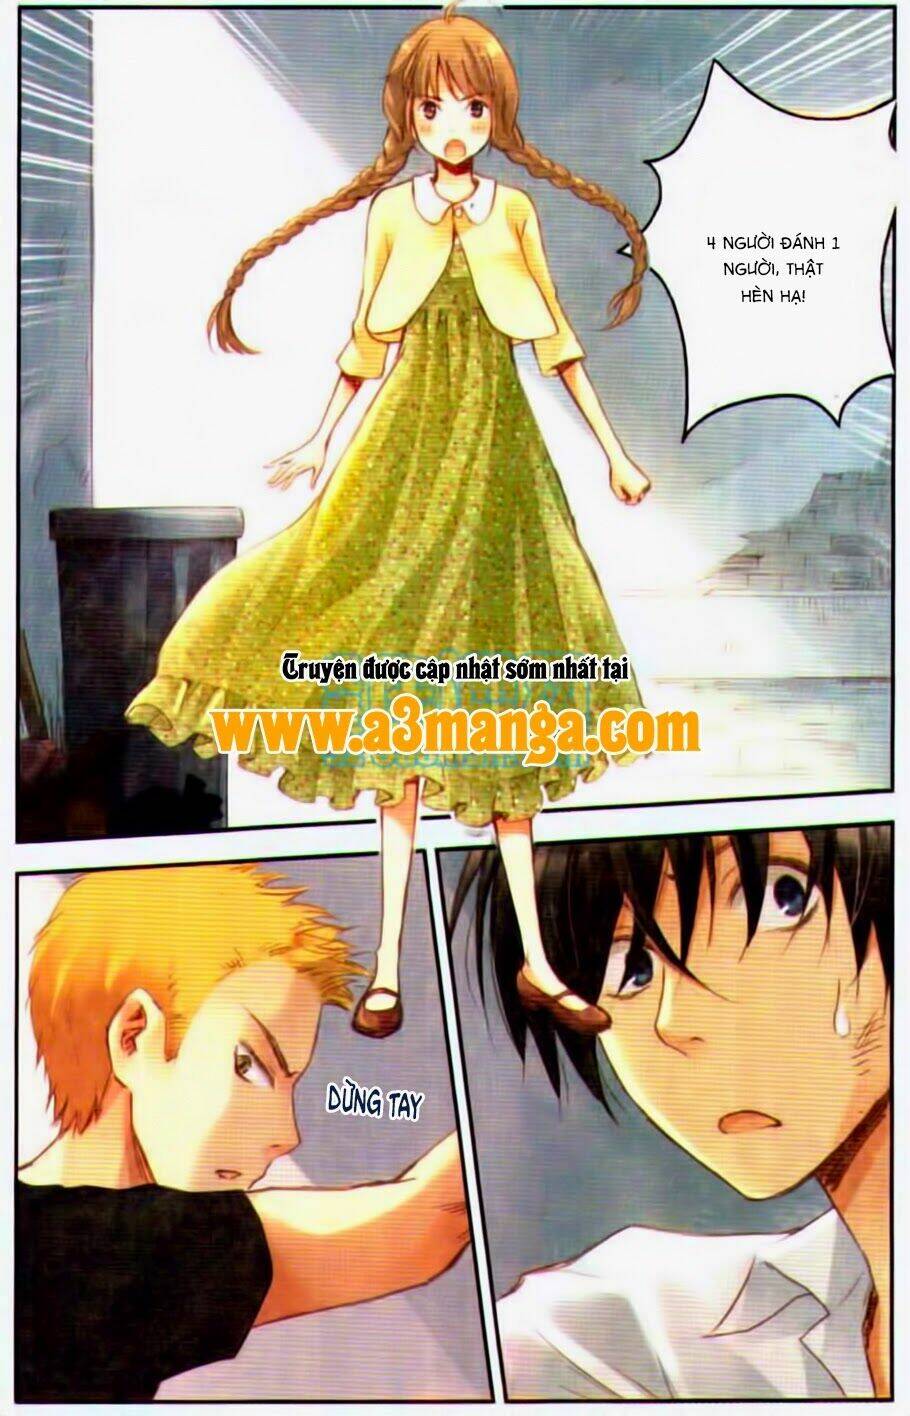 4 NGƯỜI ĐÁNH 1
NGƯỜI, THẬT
HÈN HẠ!
Truyện được cập nhật sớm nhất tại
www.a3manga.com
DỪNG TAY